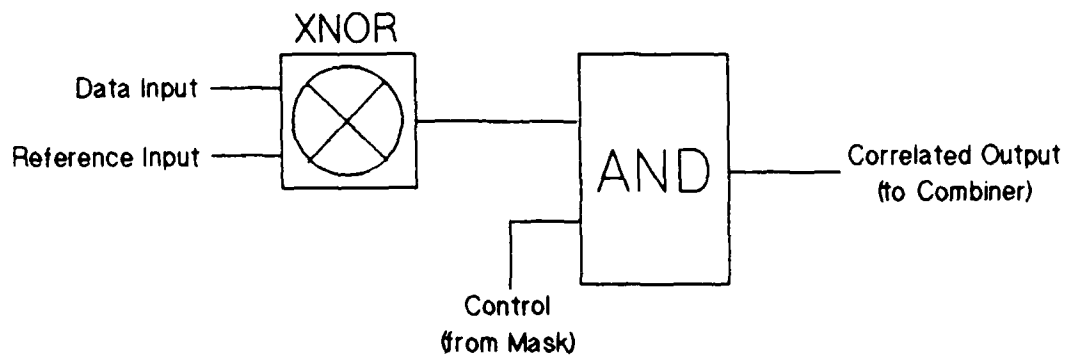 XNOR
Data Input
Reference Input
AND
Correlated Output
(to Combiner)
Control
(from Mask)